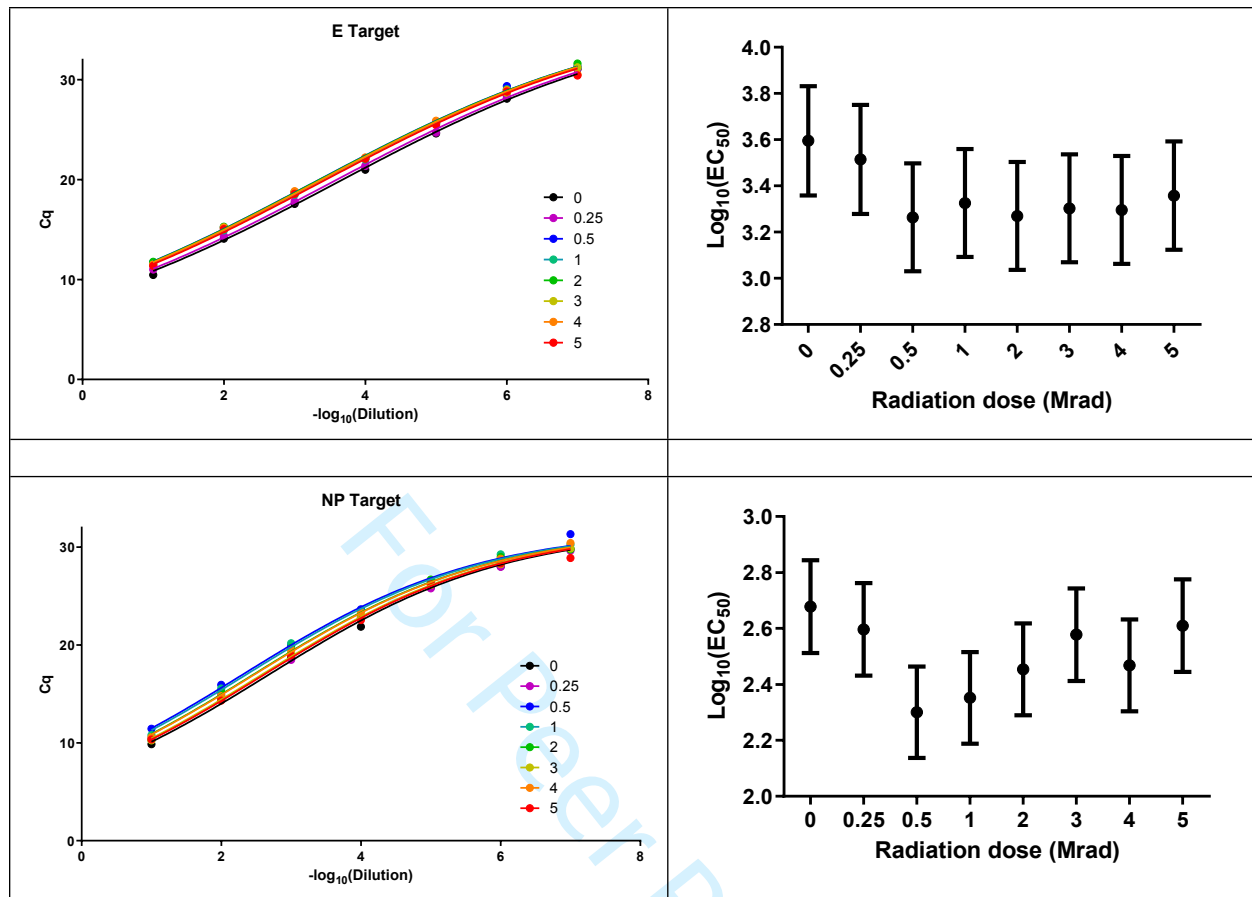 E Target
30
20
10
0
0 2 4 6 8
Cq
-log10(Dilution)
0
0.25
0.5
1
2
3
4
5
4.0
3.8
3.6
3.4
3.2
3.0
2.8
Log10(EC50)
0 0.25 0.5 1 2 3 4 5
Radiation dose (Mrad)
NP Target
30
20
10
0
0 2 4 6 8
Cq
-log10(Dilution)
0
0.25
0.5
1
2
3
4
5
3.0
2.8
2.6
2.4
2.2
2.0
Log10(EC50)
0 0.25 0.5 1 2 3 4 5
Radiation dose (Mrad)
For Peer